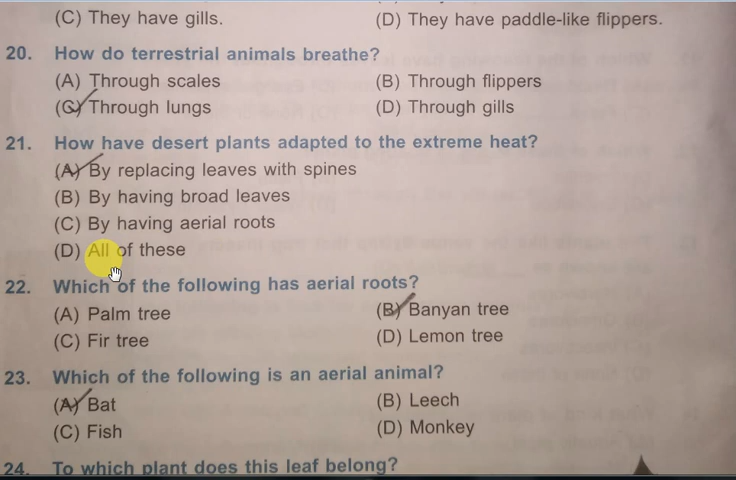 (C) They have gills. (D) They have paddle-like flippers.
20. How do terrestrial animals breathe?
(A) Through scales (B) Through flippers
(C) Through lungs (D) Through gills
21. How have desert plants adapted to the extreme heat?
(A) By replacing leaves with spines
(B) By having broad leaves
(C) By having aerial roots
(D) All of these
22. Which of the following has aerial roots?
(A) Palm tree (B) Banyan tree
(C) Fir tree (D) Lemon tree
23. Which of the following is an aerial animal?
(A) Bat (B) Leech
(C) Fish (D) Monkey
24. To which plant does this leaf belong?